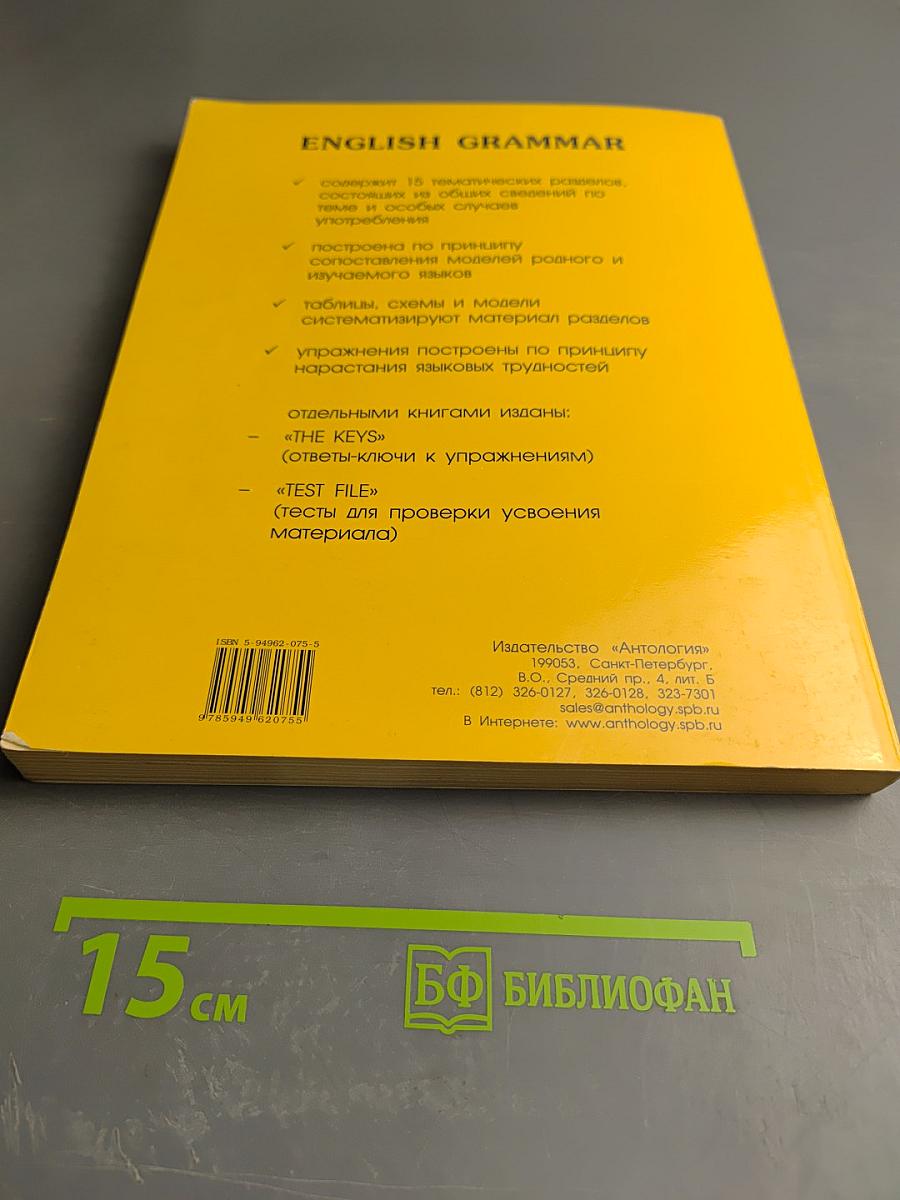 ENGLISH GRAMMAR
✓ содержит 15 тематических разделов,
состоящих из общих сведений по
теме и особых случаев
употребления
✓ построена по принципу
сопоставления моделей родного и
изучаемого языков
✓ таблицы, схемы и модели
систематизируют материал разделов
✓ упражнения построены по принципу
нарастания языковых трудностей
отдельными книгами изданы:
– «THE KEYS»
(ответы-ключи к упражнениям)
– «TEST FILE»
(тесты для проверки усвоения
материала)
ISBN 5-94962-075-5
9 785949 620755
Издательство «Антология»
199053, Санкт-Петербург,
В.О., Средний пр., 4, лит. Б
тел.: (812) 326-0127, 326-0128, 323-7301
sales@anthology.spb.ru
В Интернете: www.anthology.spb.ru
15 см
БФ БИБЛИОФАН